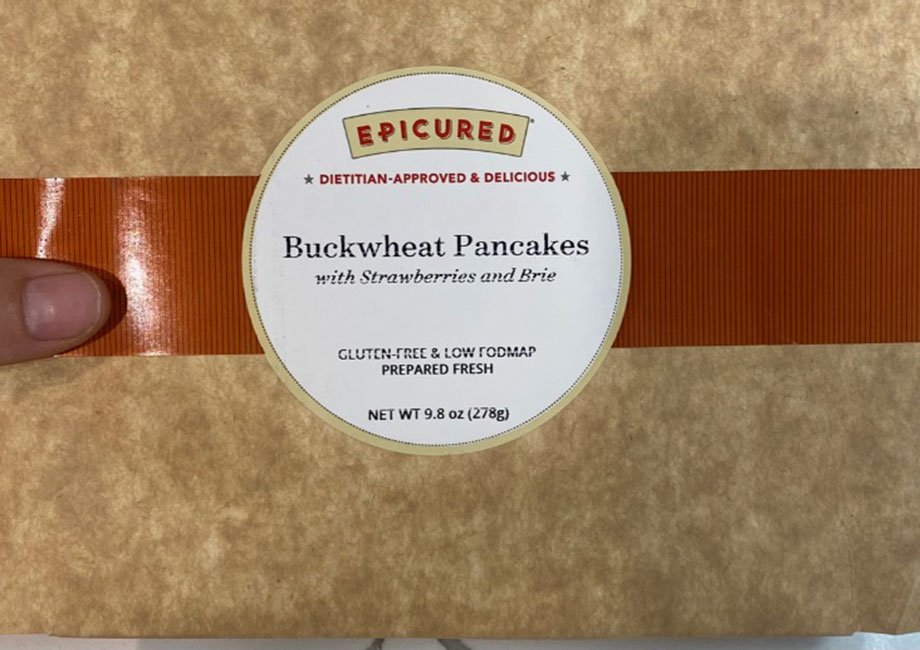 EPICURED
★ DIETITIAN-APPROVED & DELICIOUS ★
Buckwheat Pancakes
with Strawberries and Brie
GLUTEN-FREE & LOW FODMAP
PREPARED FRESH
NET WT 9.8 oz (278g)